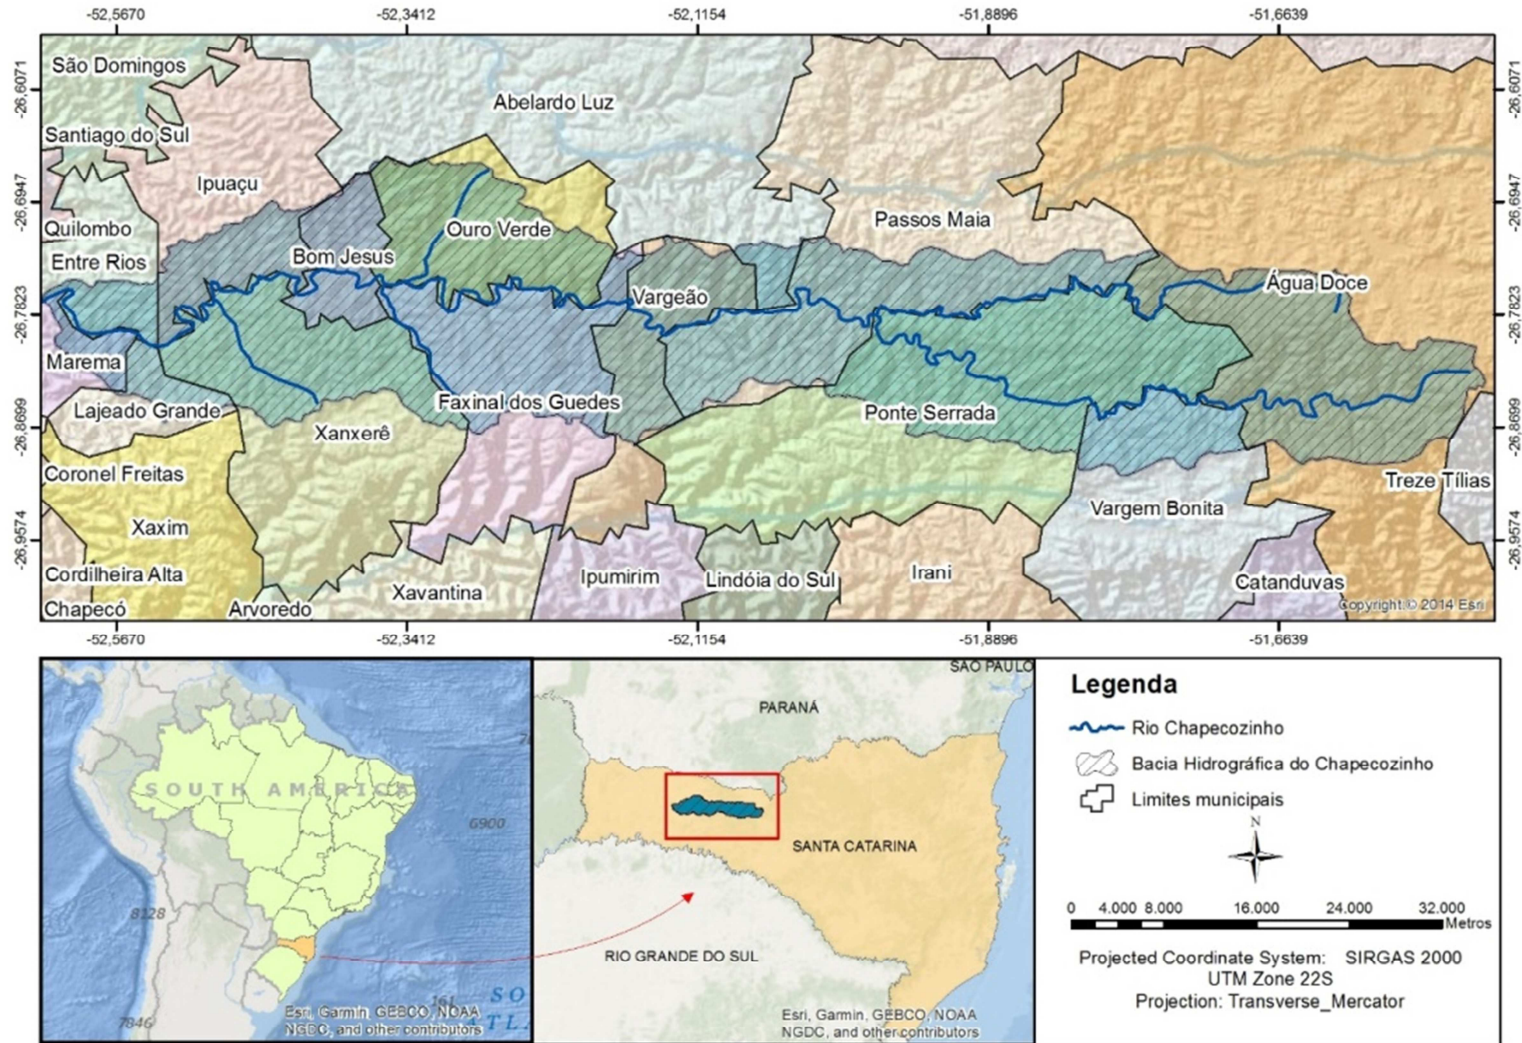 -52,5670
-52,3412
-52,1154
-51,8896
-51,6639
-26,6071
-26,6947
-26,7823
-26,8699
-26,9574
São Domingos
Abelardo Luz
Santiago do Sul
Ipuaçu
Quilombo
Ouro Verde
Passos Maia
Entre Rios
Bom Jesus
Água Doce
Vargeão
Marema
Lajeado Grande
Faxinal dos Guedes
Ponte Serrada
Xanxerê
Coronel Freitas
Treze Tílias
Vargem Bonita
Xaxim
Cordilheira Alta
Xavantina
Ipumirim
Lindóia do Sul
Irani
Catanduvas
Chapecó
Arvoredo
Copyright:© 2014 Esri
-26,6071
-26,6947
-26,7823
-26,8699
-26,9574
-52,5670
-52,3412
-52,1154
-51,8896
-51,6639
SOUTH AMERICA
6900
8128
7846
161
SO
Esri, Garmin, GEBCO, NOAA
NGDC, and other contributors
SÃO PAULO
PARANÁ
SANTA CATARINA
RIO GRANDE DO SUL
Esri, Garmin, GEBCO, NOAA
NGDC, and other contributors
Legenda
Rio Chapecozinho
Bacia Hidrográfica do Chapecozinho
Limites municipais
N
0 4.000 8.000 16.000 24.000 32.000
Metros
Projected Coordinate System: SIRGAS 2000
UTM Zone 22S
Projection: Transverse_Mercator